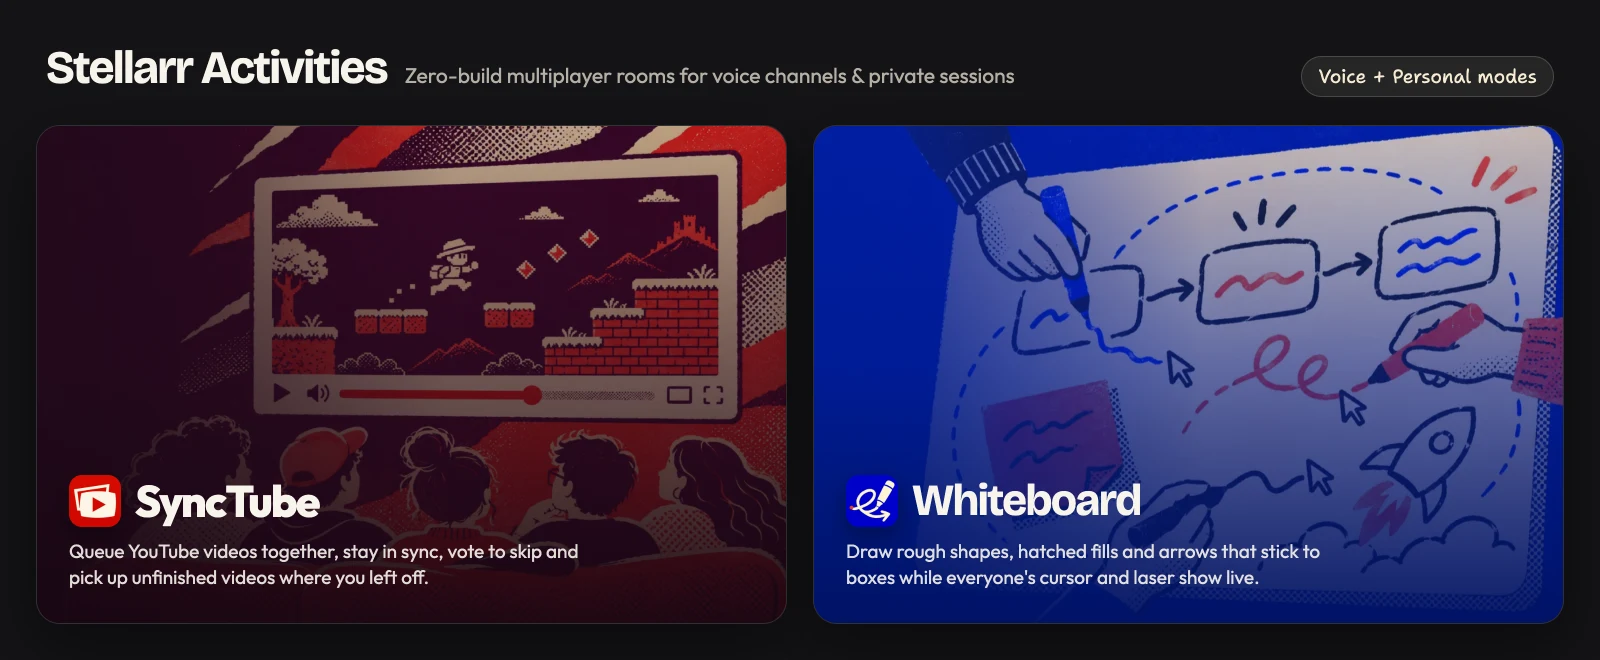 Stellarr Activities
Zero-build multiplayer rooms for voice channels & private sessions
Voice + Personal modes
SyncTube
Queue YouTube videos together, stay in sync, vote to skip and
pick up unfinished videos where you left off.
Whiteboard
Draw rough shapes, hatched fills and arrows that stick to
boxes while everyone's cursor and laser show live.